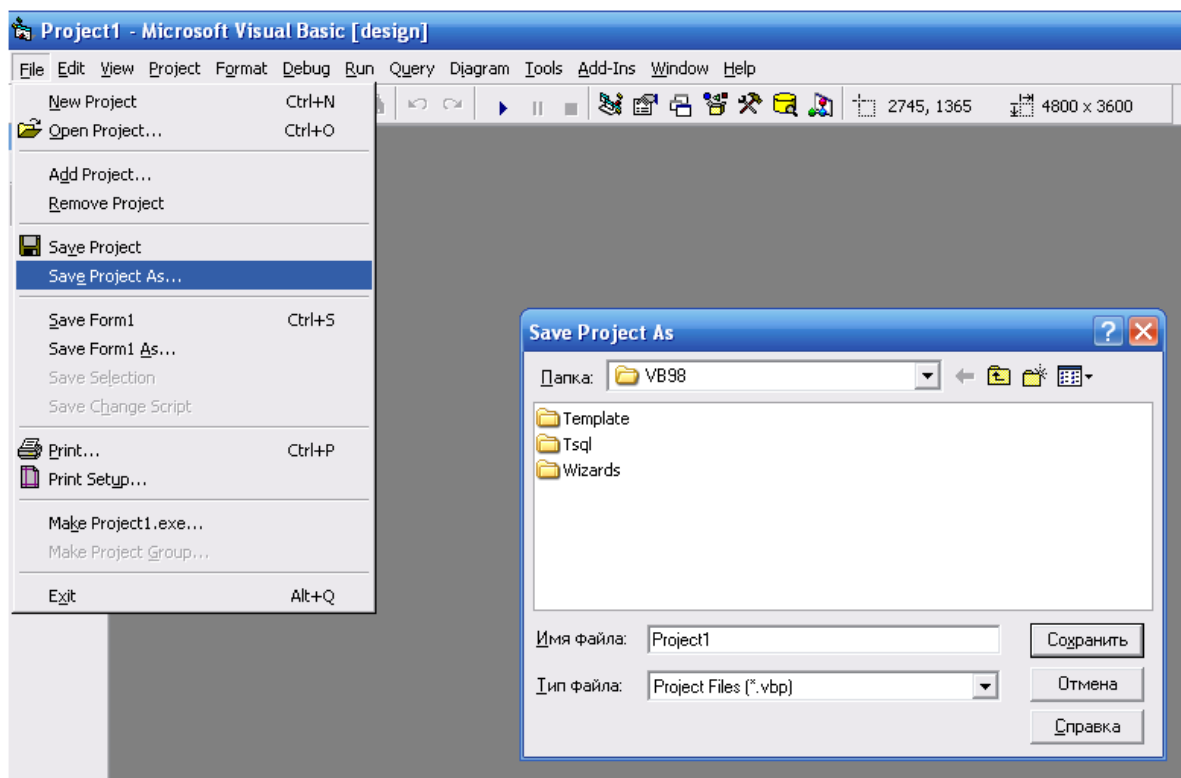 Project1 - Microsoft Visual Basic [design]
File Edit View Project Format Debug Run Query Diagram Tools Add-Ins Window Help
2745, 1365 4800 x 3600
New Project Ctrl+N
Open Project... Ctrl+O
Add Project...
Remove Project
Save Project
Save Project As...
Save Form1 Ctrl+S
Save Form1 As...
Save Selection
Save Change Script
Print... Ctrl+P
Print Setup...
Make Project1.exe...
Make Project Group...
Exit Alt+Q
Save Project As
Папка: VB98
Template
Tsql
Wizards
Имя файла: Project1 Сохранить
Тип файла: Project Files (*.vbp) Отмена
Справка